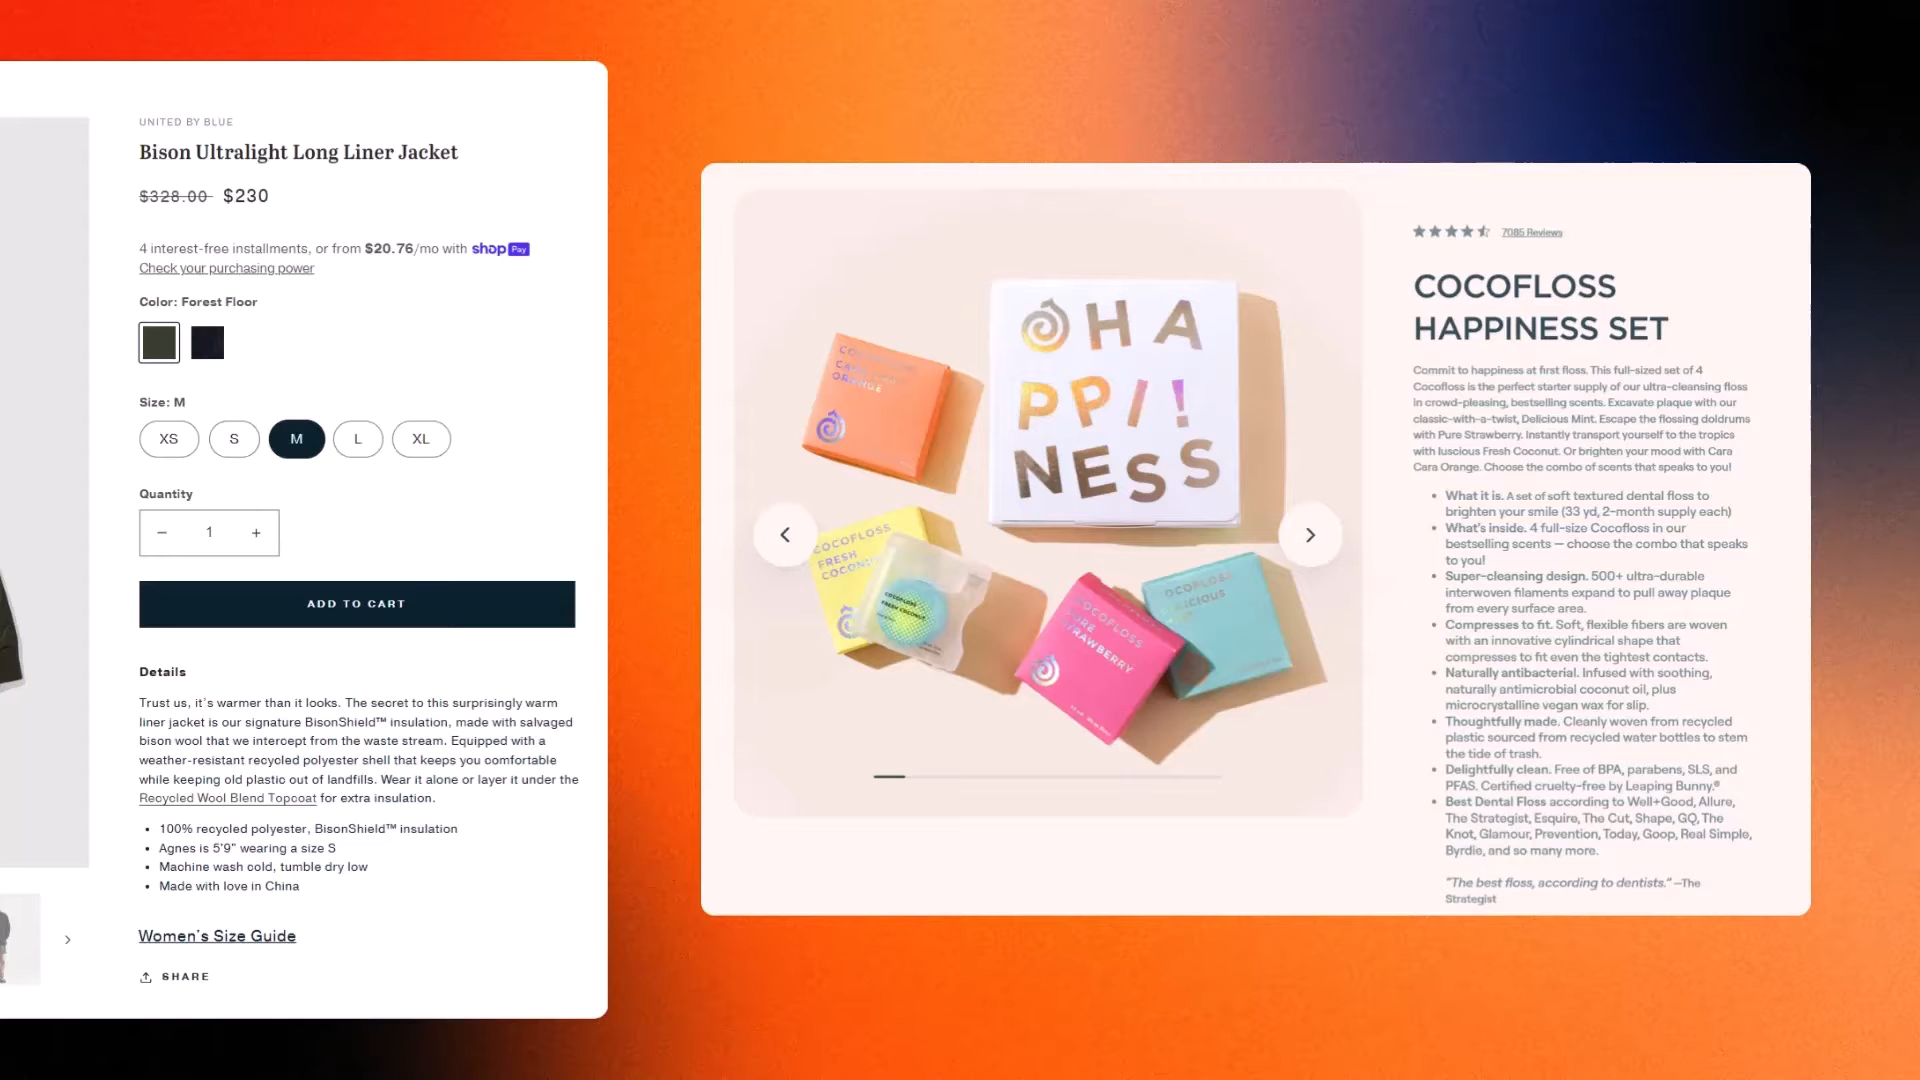 UNITED BY BLUE
Bison Ultralight Long Liner Jacket
$328.00 $230
4 interest-free installments, or from $20.76/mo with shop Pay
Check your purchasing power
Color: Forest Floor
Size: M
XS S M L XL
Quantity
− 1 +
ADD TO CART
Details
Trust us, it's warmer than it looks. The secret to this surprisingly warm
liner jacket is our signature BisonShield™ insulation, made with salvaged
bison wool that we intercept from the waste stream. Equipped with a
weather-resistant recycled polyester shell that keeps you comfortable
while keeping old plastic out of landfills. Wear it alone or layer it under the
Recycled Wool Blend Topcoat for extra insulation.
• 100% recycled polyester, BisonShield™ insulation
• Agnes is 5'9" wearing a size S
• Machine wash cold, tumble dry low
• Made with love in China
Women's Size Guide
SHARE
HA
PPI!
NESS
ORANGE
COCOFLOSS
FRESH
COCONUT
COCOFLOSS
FRESH COCONUT
COCOFLOSS
PURE
STRAWBERRY
COCOFLOSS
DELICIOUS
7085 Reviews
COCOFLOSS
HAPPINESS SET
Commit to happiness at first floss. This full-sized set of 4
Cocofloss is the perfect starter supply of our ultra-cleansing floss
in crowd-pleasing, bestselling scents. Excavate plaque with our
classic-with-a-twist, Delicious Mint. Escape the flossing doldrums
with Pure Strawberry. Instantly transport yourself to the tropics
with luscious Fresh Coconut. Or brighten your mood with Cara
Cara Orange. Choose the combo of scents that speaks to you!
• What it is. A set of soft textured dental floss to
brighten your smile (33 yd, 2-month supply each)
• What's inside. 4 full-size Cocofloss in our
bestselling scents — choose the combo that speaks
to you!
• Super-cleansing design. 500+ ultra-durable
interwoven filaments expand to pull away plaque
from every surface area.
• Compresses to fit. Soft, flexible fibers are woven
with an innovative cylindrical shape that
compresses to fit even the tightest contacts.
• Naturally antibacterial. Infused with soothing,
naturally antimicrobial coconut oil, plus
microcrystalline vegan wax for slip.
• Thoughtfully made. Cleanly woven from recycled
plastic sourced from recycled water bottles to stem
the tide of trash.
• Delightfully clean. Free of BPA, parabens, SLS, and
PFAS. Certified cruelty-free by Leaping Bunny.®
• Best Dental Floss according to Well+Good, Allure,
The Strategist, Esquire, The Cut, Shape, GQ, The
Knot, Glamour, Prevention, Today, Goop, Real Simple,
Byrdie, and so many more.
"The best floss, according to dentists." —The
Strategist